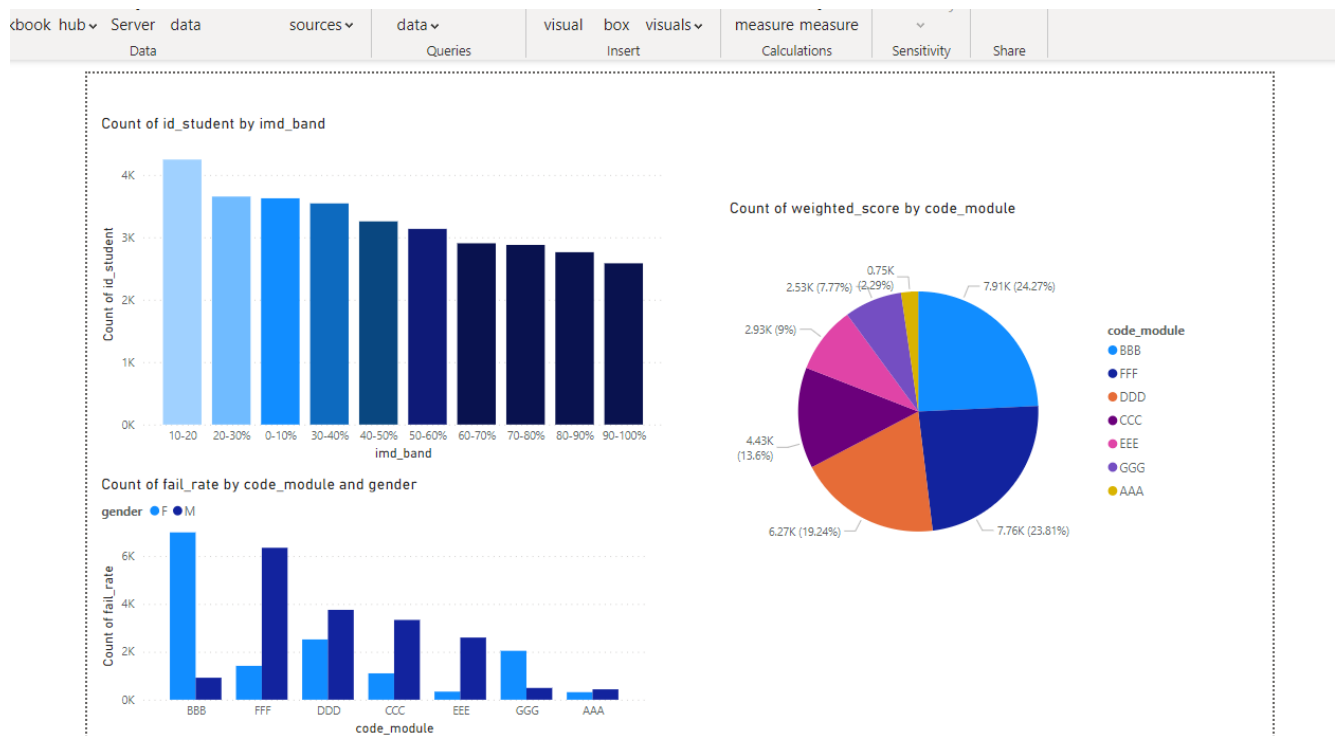 kbook hub Server data sources data visual box visuals measure measure
Data Queries Insert Calculations Sensitivity Share
Count of id_student by imd_band
4K
3K
2K
1K
0K
Count of id_student
10-20 20-30% 0-10% 30-40% 40-50% 50-60% 60-70% 70-80% 80-90% 90-100%
imd_band
Count of fail_rate by code_module and gender
gender F M
6K
4K
2K
0K
Count of fail_rate
BBB FFF DDD CCC EEE GGG AAA
code_module
Count of weighted_score by code_module
0.75K
(2.29%)
2.53K (7.77%)
7.91K (24.27%)
2.93K (9%)
4.43K
(13.6%)
6.27K (19.24%)
7.76K (23.81%)
code_module
BBB
FFF
DDD
CCC
EEE
GGG
AAA